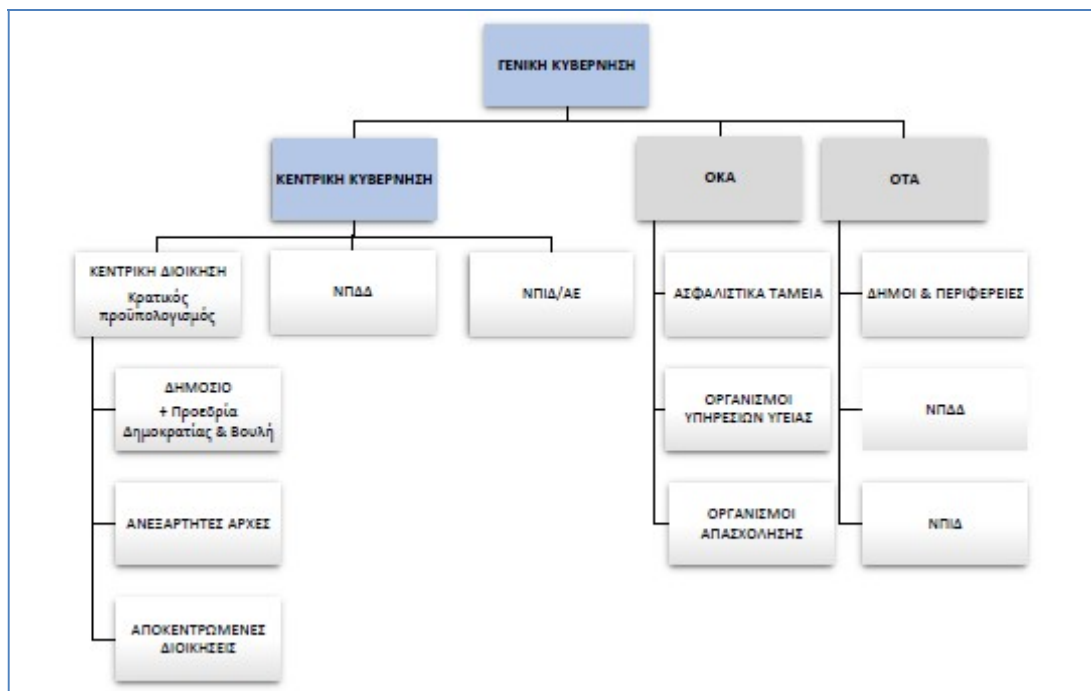 ΓΕΝΙΚΗ ΚΥΒΕΡΝΗΣΗ
ΚΕΝΤΡΙΚΗ ΚΥΒΕΡΝΗΣΗ
ΟΚΑ
ΟΤΑ
ΚΕΝΤΡΙΚΗ ΔΙΟΙΚΗΣΗ
Κρατικός
προϋπολογισμός
ΝΠΔΔ
ΝΠΙΔ/ΑΕ
ΑΣΦΑΛΙΣΤΙΚΑ ΤΑΜΕΙΑ
ΔΗΜΟΙ & ΠΕΡΙΦΕΡΕΙΕΣ
ΔΗΜΟΣΙΟ
+ Προεδρία
Δημοκρατίας & Βουλή
ΟΡΓΑΝΙΣΜΟΙ
ΥΠΗΡΕΣΙΩΝ ΥΓΕΙΑΣ
ΝΠΔΔ
ΑΝΕΞΑΡΤΗΤΕΣ ΑΡΧΕΣ
ΟΡΓΑΝΙΣΜΟΙ
ΑΠΑΣΧΟΛΗΣΗΣ
ΝΠΙΔ
ΑΠΟΚΕΝΤΡΩΜΕΝΕΣ
ΔΙΟΙΚΗΣΕΙΣ